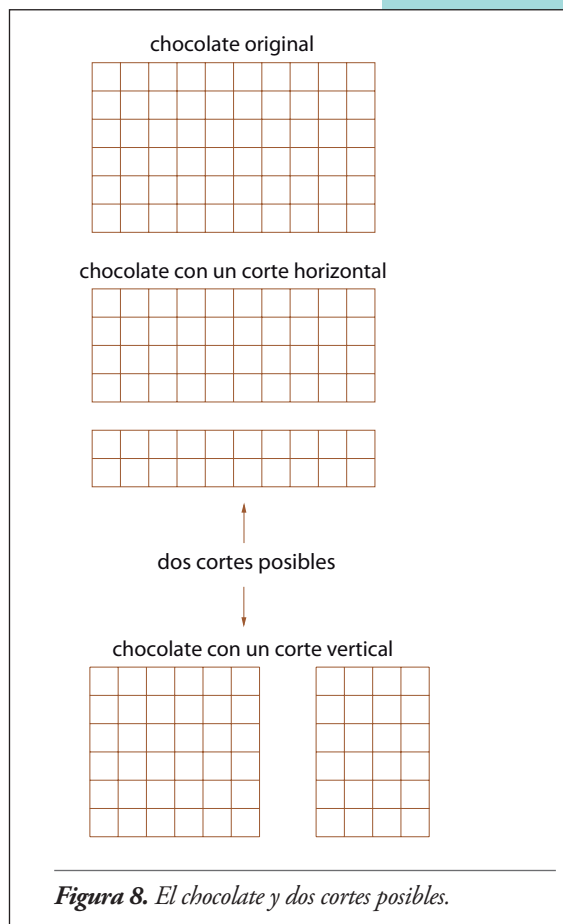 chocolate original
chocolate con un corte horizontal
dos cortes posibles
chocolate con un corte vertical
Figura 8. El chocolate y dos cortes posibles.